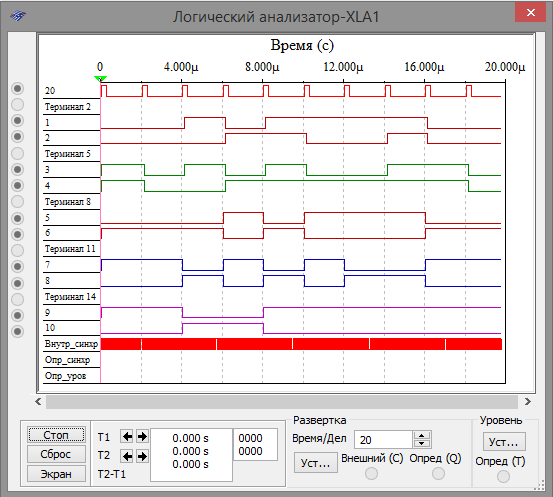 Логический анализатор-XLA1
Время (с)
0 4.000μ 8.000μ 12.000μ 16.000μ 20.000μ
20
Терминал 2
1
2
Терминал 5
3
4
Терминал 8
5
6
Терминал 11
7
8
Терминал 14
9
10
Внутр_синхр
Опр_синхр
Опр_уров
Стоп
Сброс
Экран
T1
T2
T2-T1
0.000 s 0000
0.000 s 0000
0.000 s
Развертка
Время/Дел 20
Уст... Внешний (C) Опред (Q)
Уровень
Уст...
Опред (T)